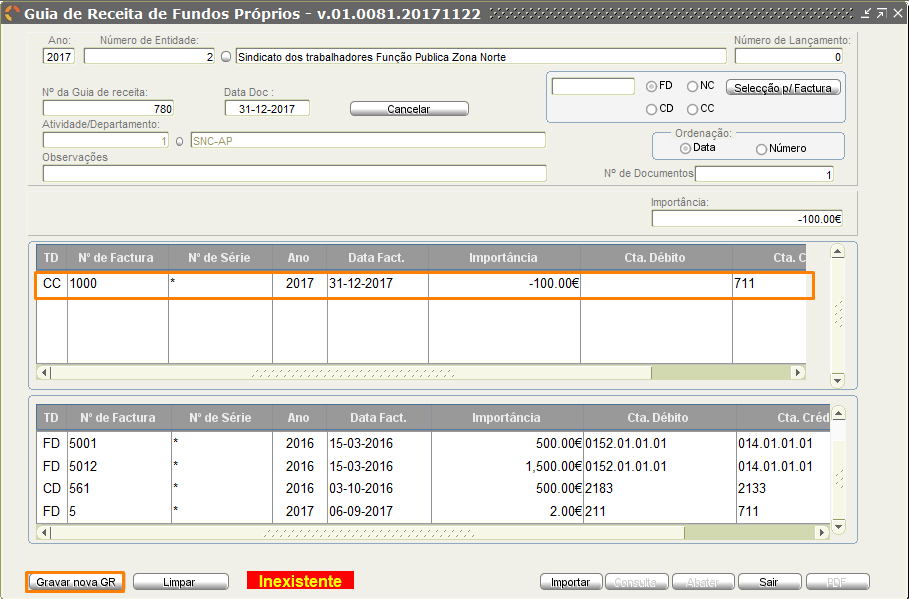 Guia de Receita de Fundos Próprios - v.01.0081.20171122
Ano: Número de Entidade: Número de Lançamento:
2017 2 Sindicato dos trabalhadores Função Publica Zona Norte 0
Nº da Guia de receita: Data Doc : FD NC Selecção p/ Factura
780 31-12-2017 Cancelar CD CC
Atividade/Departamento: Ordenação:
1 SNC-AP Data Número
Observações
Nº de Documentos 1
Importância:
-100.00€
TD Nº de Factura Nº de Série Ano Data Fact. Importância Cta. Débito Cta. C
CC 1000 * 2017 31-12-2017 -100.00€ 711
TD Nº de Factura Nº de Série Ano Data Fact. Importância Cta. Débito Cta. Créd
FD 5001 * 2016 15-03-2016 500.00€ 0152.01.01.01 014.01.01.01
FD 5012 * 2016 15-03-2016 1,500.00€ 0152.01.01.01 014.01.01.01
CD 561 * 2016 03-10-2016 500.00€ 2183 2133
FD 5 * 2017 06-09-2017 2.00€ 211 711
Gravar nova GR Limpar Inexistente Importar Consulta Abater Sair PDF